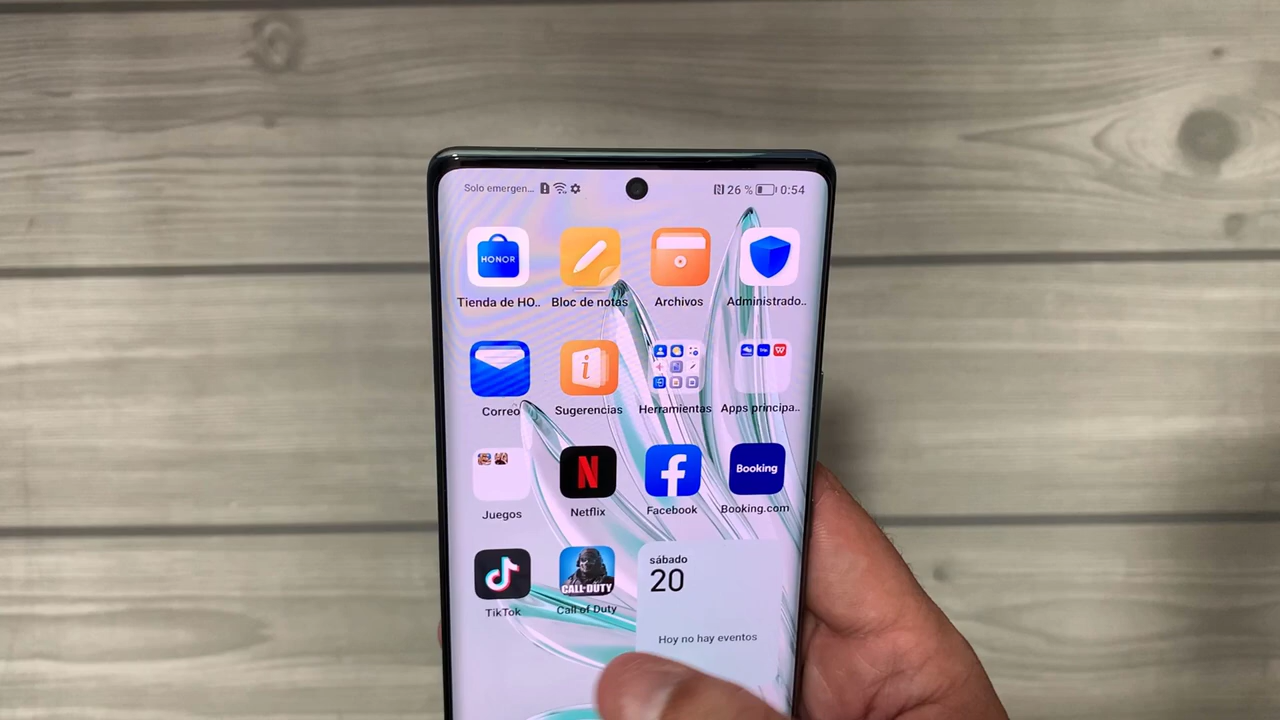 Solo emergen... 26 % 0:54
HONOR
Tienda de HO.. Bloc de notas Archivos Administrado..
i
Correo Sugerencias Herramientas Apps principa..
N f Booking
Juegos Netflix Facebook Booking.com
sábado
20
CALL·DUTY
TikTok Call of Duty
Hoy no hay eventos